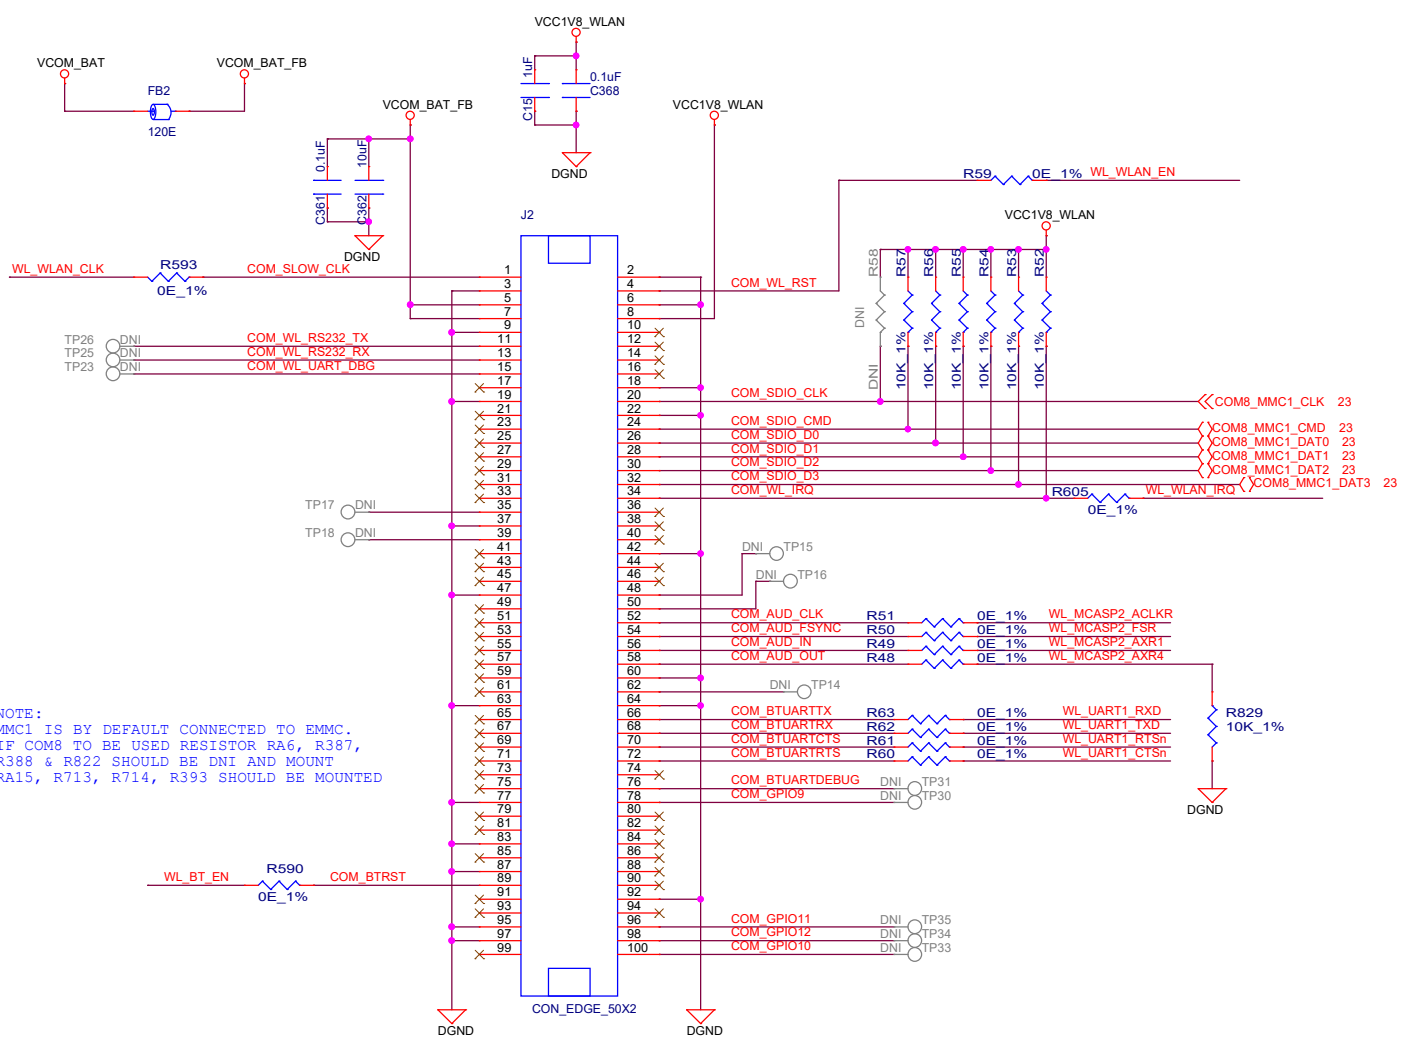 VCC1V8_WLAN
VCOM_BAT
VCOM_BAT_FB
FB2
120E
1uF
C15
0.1uF
C368
DGND
VCOM_BAT_FB
VCC1V8_WLAN
0.1uF
C361
10uF
C362
DGND
R59 0E_1% WL_WLAN_EN
VCC1V8_WLAN
J2
R58
DNI
DNI
R57
10K_1%
R56
10K_1%
R55
10K_1%
R54
10K_1%
R53
10K_1%
R52
10K_1%
WL_WLAN_CLK R593 COM_SLOW_CLK 1 2
0E_1%
3 4 COM_WL_RST
5 6
7 8
9 10
TP26 DNI COM_WL_RS232_TX 11 12
TP25 DNI COM_WL_RS232_RX 13 14
TP23 DNI COM_WL_UART_DBG 15 16
17 18
19 20 COM_SDIO_CLK COM8_MMC1_CLK 23
21 22
23 24 COM_SDIO_CMD COM8_MMC1_CMD 23
25 26 COM_SDIO_D0 COM8_MMC1_DAT0 23
27 28 COM_SDIO_D1 COM8_MMC1_DAT1 23
29 30 COM_SDIO_D2 COM8_MMC1_DAT2 23
31 32 COM_SDIO_D3 COM8_MMC1_DAT3 23
33 34 COM_WL_IRQ R605 WL_WLAN_IRQ
0E_1%
TP17 DNI 35 36
37 38
TP18 DNI 39 40
41 42 DNI TP15
43 44
45 46 DNI TP16
47 48
49 50
51 52 COM_AUD_CLK R51 0E_1% WL_MCASP2_ACLKR
53 54 COM_AUD_FSYNC R50 0E_1% WL_MCASP2_FSR
55 56 COM_AUD_IN R49 0E_1% WL_MCASP2_AXR1
57 58 COM_AUD_OUT R48 0E_1% WL_MCASP2_AXR4
59 60
61 62 DNI TP14
63 64
65 66 COM_BTUARTTX R63 0E_1% WL_UART1_RXD
67 68 COM_BTUARTRX R62 0E_1% WL_UART1_TXD
69 70 COM_BTUARTCTS R61 0E_1% WL_UART1_RTSn
71 72 COM_BTUARTRTS R60 0E_1% WL_UART1_CTSn
R829
10K_1%
DGND
73 74
75 76 COM_BTUARTDEBUG DNI TP31
77 78 COM_GPIO9 DNI TP30
79 80
81 82
83 84
85 86
87 88
WL_BT_EN R590 COM_BTRST 89 90
0E_1%
91 92
93 94
95 96 COM_GPIO11 DNI TP35
97 98 COM_GPIO12 DNI TP34
99 100 COM_GPIO10 DNI TP33
CON_EDGE_50X2
DGND
DGND
NOTE:
MMC1 IS BY DEFAULT CONNECTED TO EMMC.
IF COM8 TO BE USED RESISTOR RA6, R387,
R388 & R822 SHOULD BE DNI AND MOUNT
RA15, R713, R714, R393 SHOULD BE MOUNTED